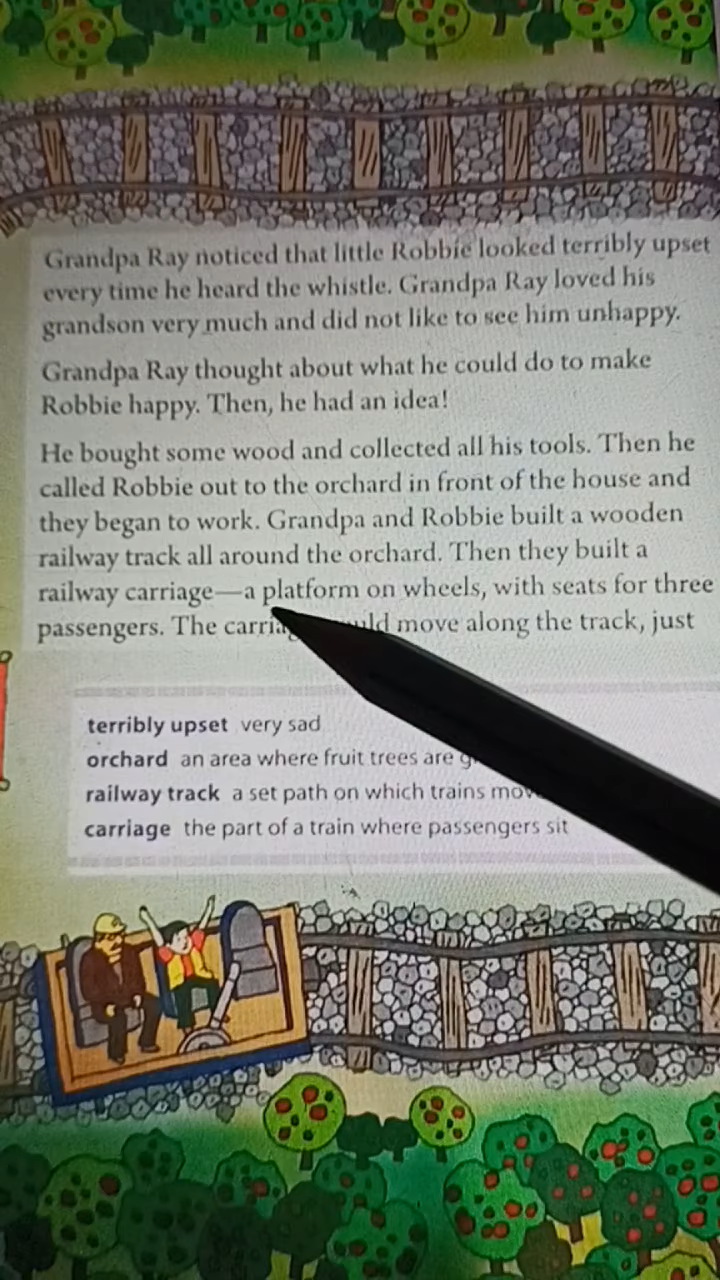 Grandpa Ray noticed that little Robbie looked terribly upset
every time he heard the whistle. Grandpa Ray loved his
grandson very much and did not like to see him unhappy.
Grandpa Ray thought about what he could do to make
Robbie happy. Then, he had an idea!
He bought some wood and collected all his tools. Then he
called Robbie out to the orchard in front of the house and
they began to work. Grandpa and Robbie built a wooden
railway track all around the orchard. Then they built a
railway carriage—a platform on wheels, with seats for three
passengers. The move along the track, just
terribly upset very sad
orchard an area where fruit trees are
railway track a set path on which trains
carriage the part of a train where passengers sit